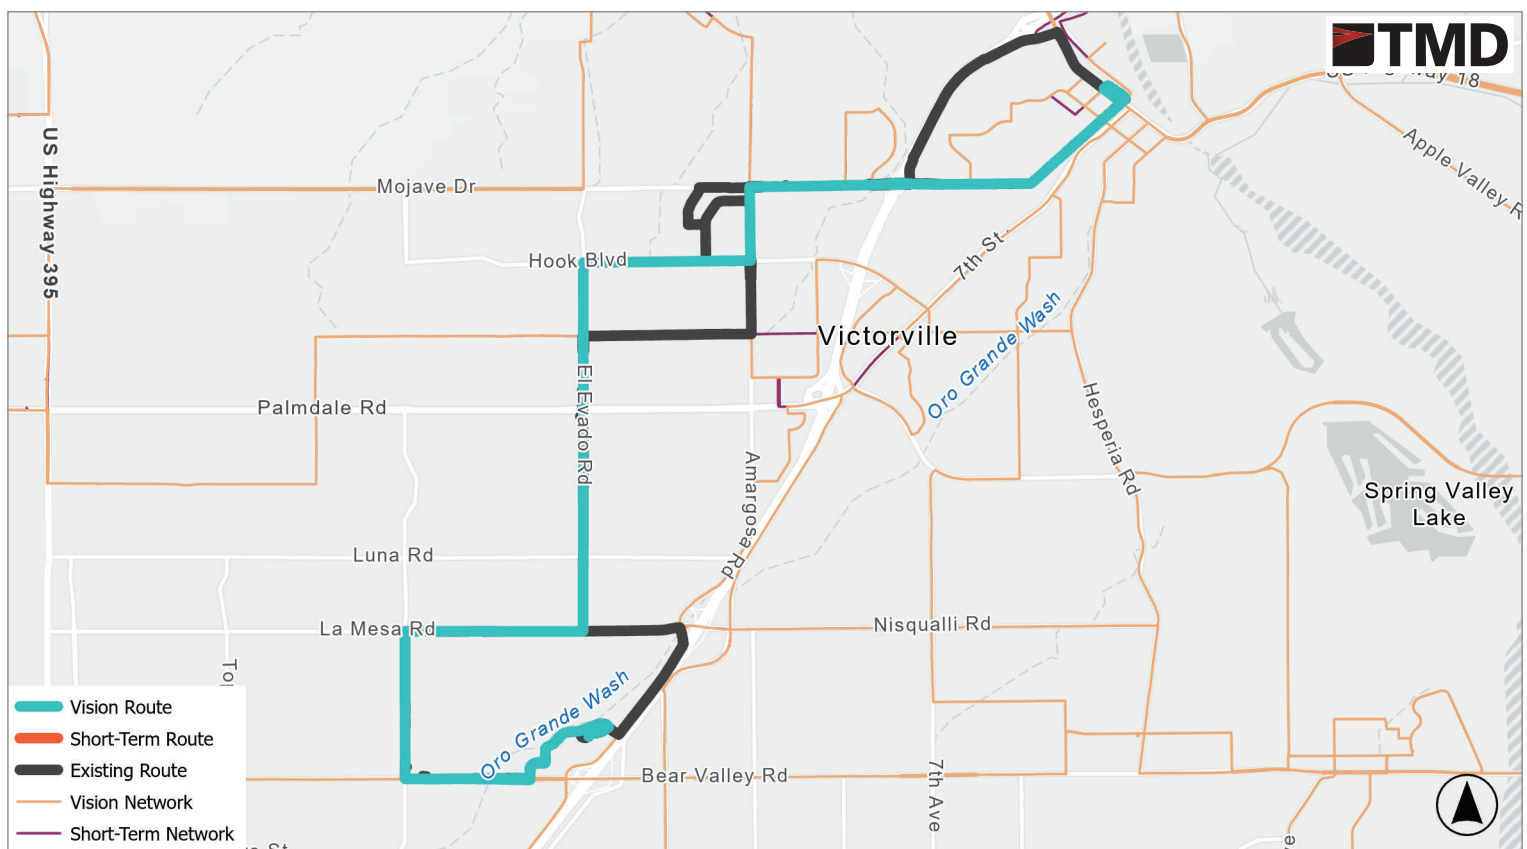 TMD
18
US Highway 395
Mojave Dr
Apple Valley R
Hook Blvd
7th St
Oro Grande Wash
Victorville
El Evado Rd
Palmdale Rd
Hesperia Rd
Amargosa Rd
Spring Valley
Lake
Luna Rd
La Mesa Rd
Nisqualli Rd
Oro Grande Wash
Bear Valley Rd
7th Ave
Vision Route
Short-Term Route
Existing Route
Vision Network
Short-Term Network